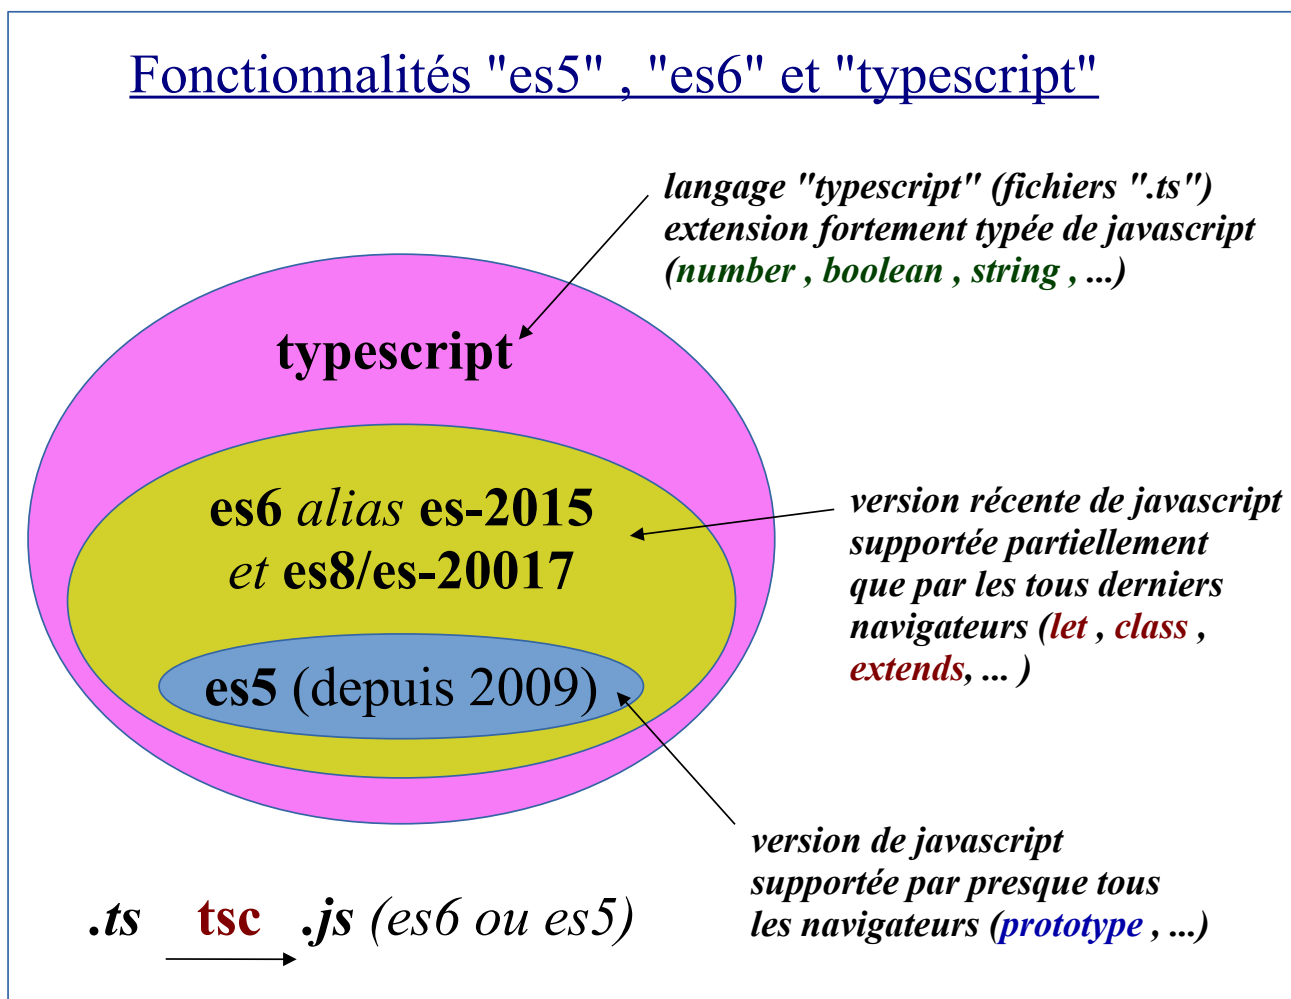 Fonctionnalités "es5" , "es6" et "typescript"
langage "typescript" (fichiers ".ts")
extension fortement typée de javascript
(number , boolean , string , ...)
typescript
es6 alias es-2015
et es8/es-20017
version récente de javascript
supportée partiellement
que par les tous derniers
navigateurs (let , class ,
extends, ... )
es5 (depuis 2009)
version de javascript
supportée par presque tous
les navigateurs (prototype , ...)
.ts tsc .js (es6 ou es5)